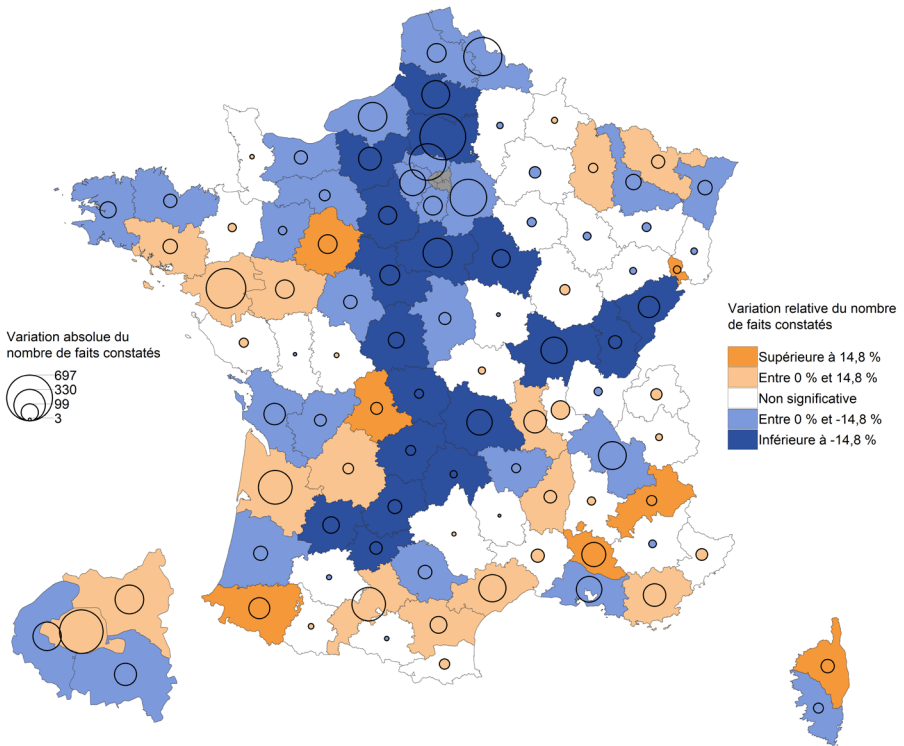 Variation absolue du
nombre de faits constatés
697
330
99
3
Variation relative du nombre
de faits constatés
Supérieure à 14,8 %
Entre 0 % et 14,8 %
Non significative
Entre 0 % et -14,8 %
Inférieure à -14,8 %